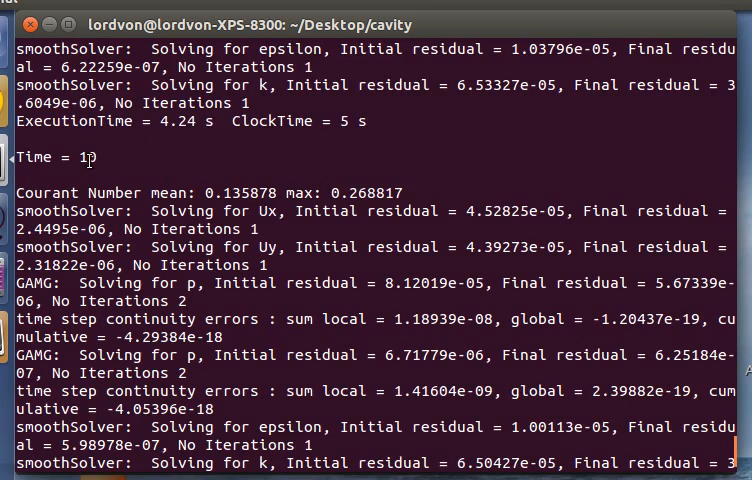 lordvon@lordvon-XPS-8300: ~/Desktop/cavity
smoothSolver:  Solving for epsilon, Initial residual = 1.03796e-05, Final residu
al = 6.22259e-07, No Iterations 1
smoothSolver:  Solving for k, Initial residual = 6.53327e-05, Final residual = 3
.6049e-06, No Iterations 1
ExecutionTime = 4.24 s  ClockTime = 5 s
Time = 10
Courant Number mean: 0.135878 max: 0.268817
smoothSolver:  Solving for Ux, Initial residual = 4.52825e-05, Final residual =
2.4495e-06, No Iterations 1
smoothSolver:  Solving for Uy, Initial residual = 4.39273e-05, Final residual =
2.31822e-06, No Iterations 1
GAMG:  Solving for p, Initial residual = 8.12019e-05, Final residual = 5.67339e-
06, No Iterations 2
time step continuity errors : sum local = 1.18939e-08, global = -1.20437e-19, cu
mulative = -4.29384e-18
GAMG:  Solving for p, Initial residual = 6.71779e-06, Final residual = 6.25184e-
07, No Iterations 2
time step continuity errors : sum local = 1.41604e-09, global = 2.39882e-19, cum
ulative = -4.05396e-18
smoothSolver:  Solving for epsilon, Initial residual = 1.00113e-05, Final residu
al = 5.98978e-07, No Iterations 1
smoothSolver:  Solving for k, Initial residual = 6.50427e-05, Final residual = 3